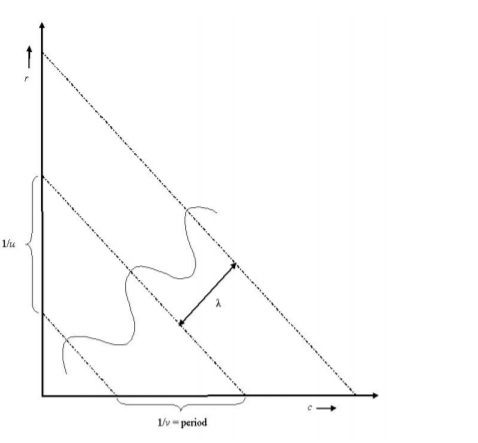 r
1/u
λ
c
1/v = period